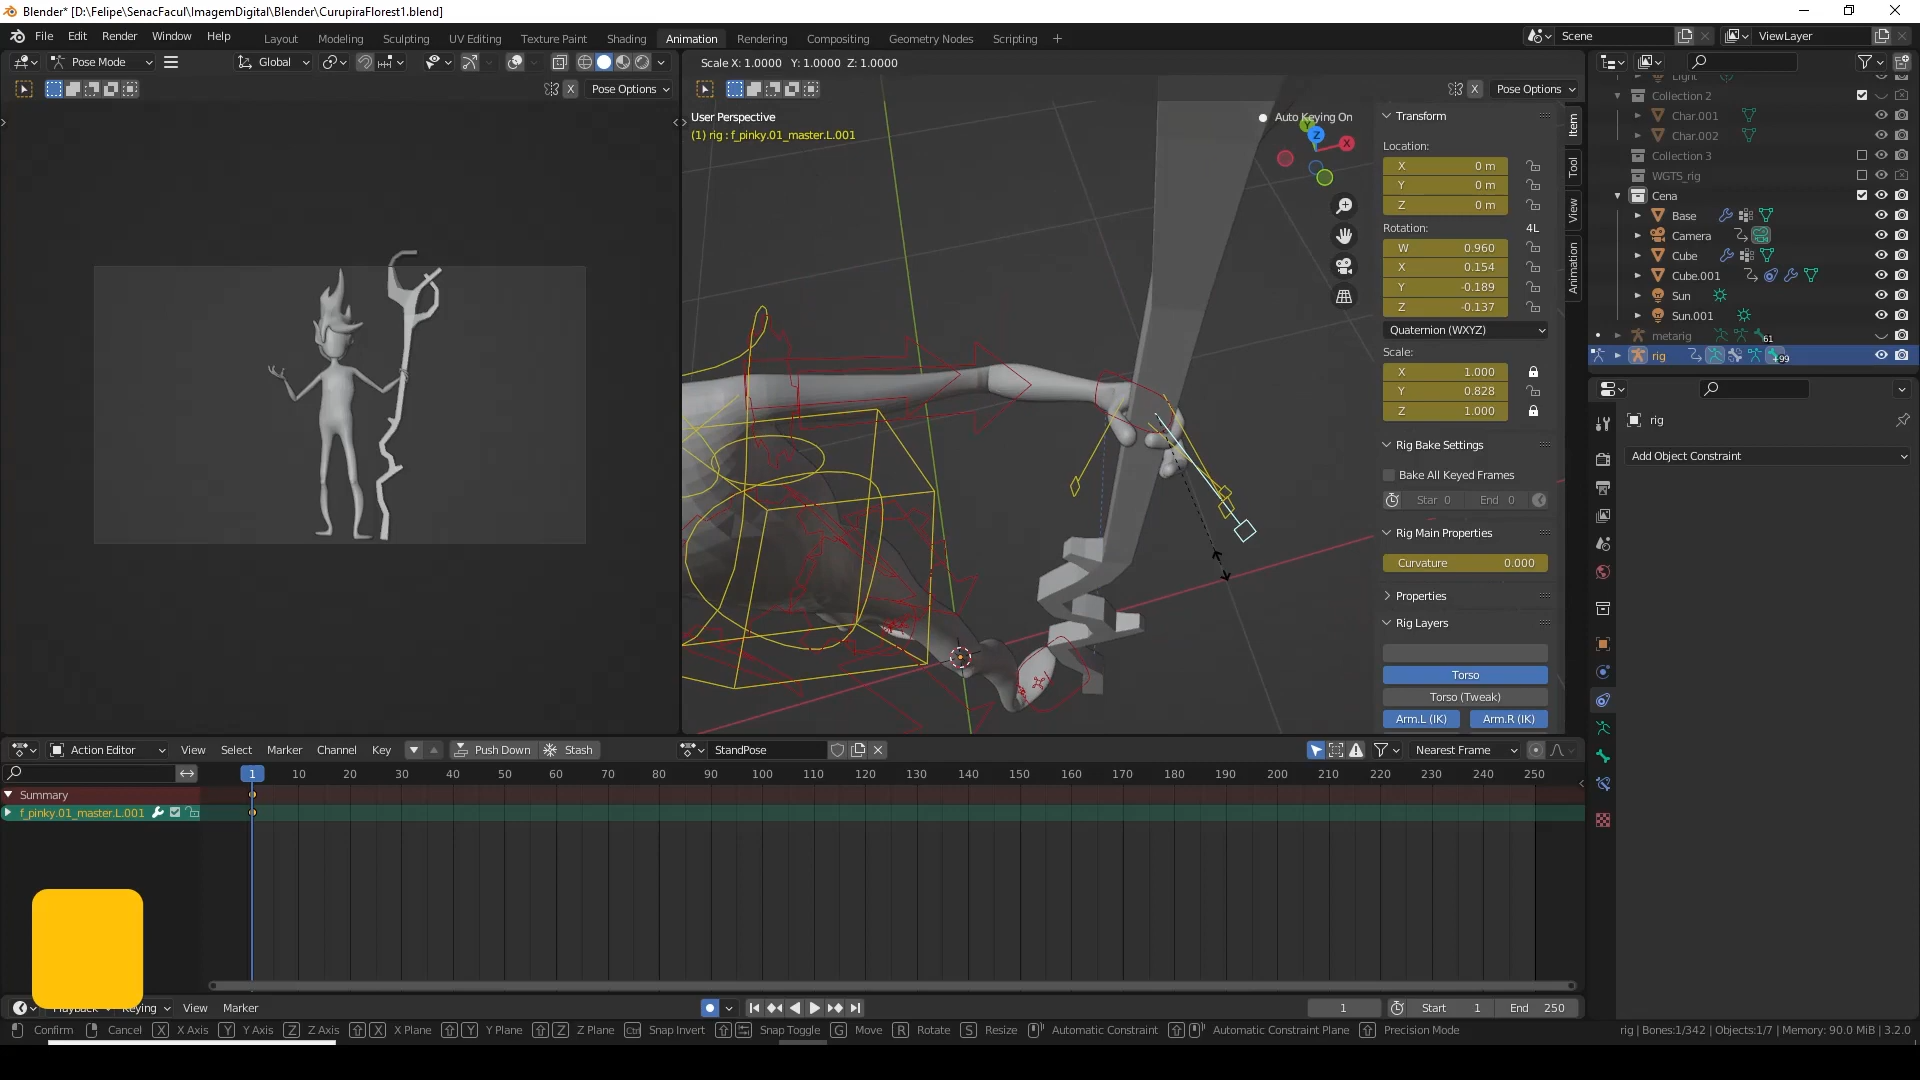 Blender* [D:\Felipe\SenacFacul\ImagemDigital\Blender\CurupiraFlorest1.blend]
File Edit Render Window Help Layout Modeling Sculpting UV Editing Texture Paint Shading Animation Rendering Compositing Geometry Nodes Scripting + Scene ViewLayer
Pose Mode Global Scale X: 1.0000 Y: 1.0000 Z: 1.0000
X Pose Options X Pose Options
User Perspective
(1) rig : f_pinky.01_master.L.001
Auto Keying On
Z X Y
Transform
Location:
X 0 m
Y 0 m
Z 0 m
Rotation: 4L
W 0.960
X 0.154
Y -0.189
Z -0.137
Quaternion (WXYZ)
Scale:
X 1.000
Y 0.828
Z 1.000
Rig Bake Settings
Bake All Keyed Frames
Star 0 End 0
Rig Main Properties
Curvature 0.000
Properties
Rig Layers
Torso
Torso (Tweak)
Arm.L (IK) Arm.R (IK)
Item
Tool
View
Animation
Light
Collection 2
Char.001
Char.002
Collection 3
WGTS_rig
Cena
Base
Camera
Cube
Cube.001
Sun
Sun.001
metarig 61
rig +99
rig
Add Object Constraint
Action Editor View Select Marker Channel Key Push Down Stash StandPose Nearest Frame
1 10 20 30 40 50 60 70 80 90 100 110 120 130 140 150 160 170 180 190 200 210 220 230 240 250
Summary
f_pinky.01_master.L.001
Playback Keying View Marker 1 Start 1 End 250
Confirm Cancel X X Axis Y Y Axis Z Z Axis X X Plane Y Y Plane Z Z Plane Ctrl Snap Invert Snap Toggle G Move R Rotate S Resize Automatic Constraint Automatic Constraint Plane Precision Mode rig | Bones:1/342 | Objects:1/7 | Memory: 90.0 MiB | 3.2.0